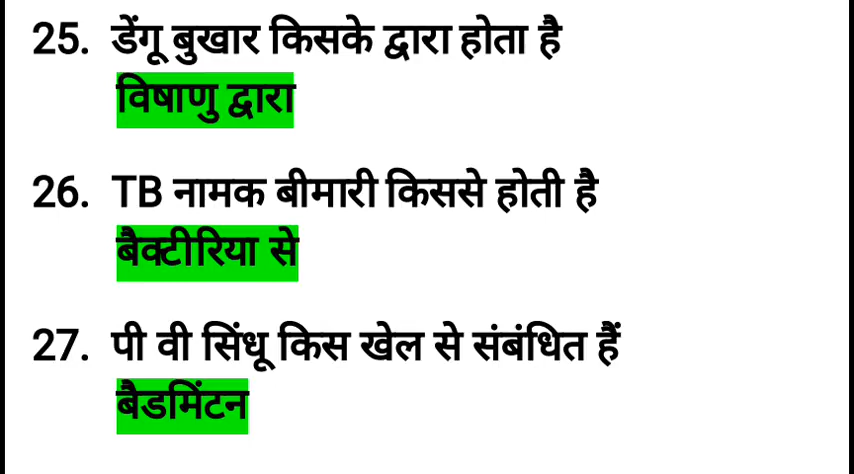 25. डेंगू बुखार किसके द्वारा होता है
विषाणु द्वारा
26. TB नामक बीमारी किससे होती है
बैक्टीरिया से
27. पी वी सिंधू किस खेल से संबंधित हैं
बैडमिंटन